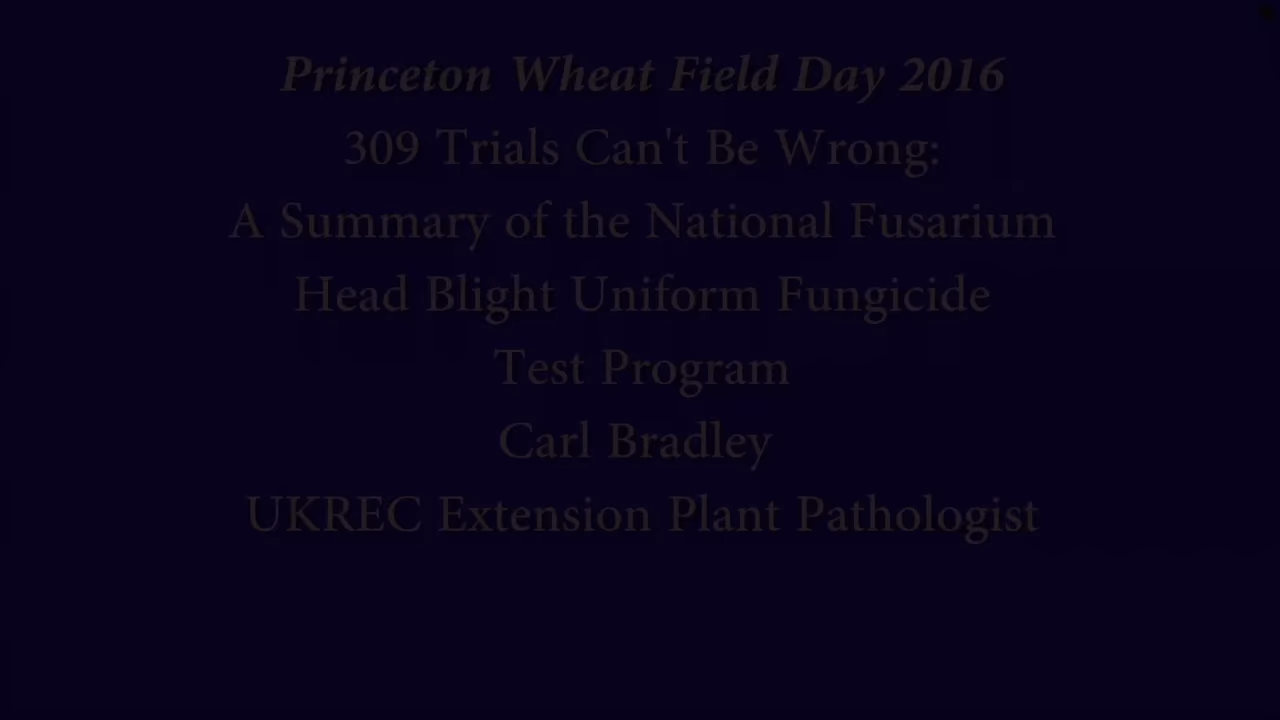 Princeton Wheat Field Day 2016
309 Trials Can't Be Wrong:
A Summary of the National Fusarium
Head Blight Uniform Fungicide
Test Program
Carl Bradley
UKREC Extension Plant Pathologist